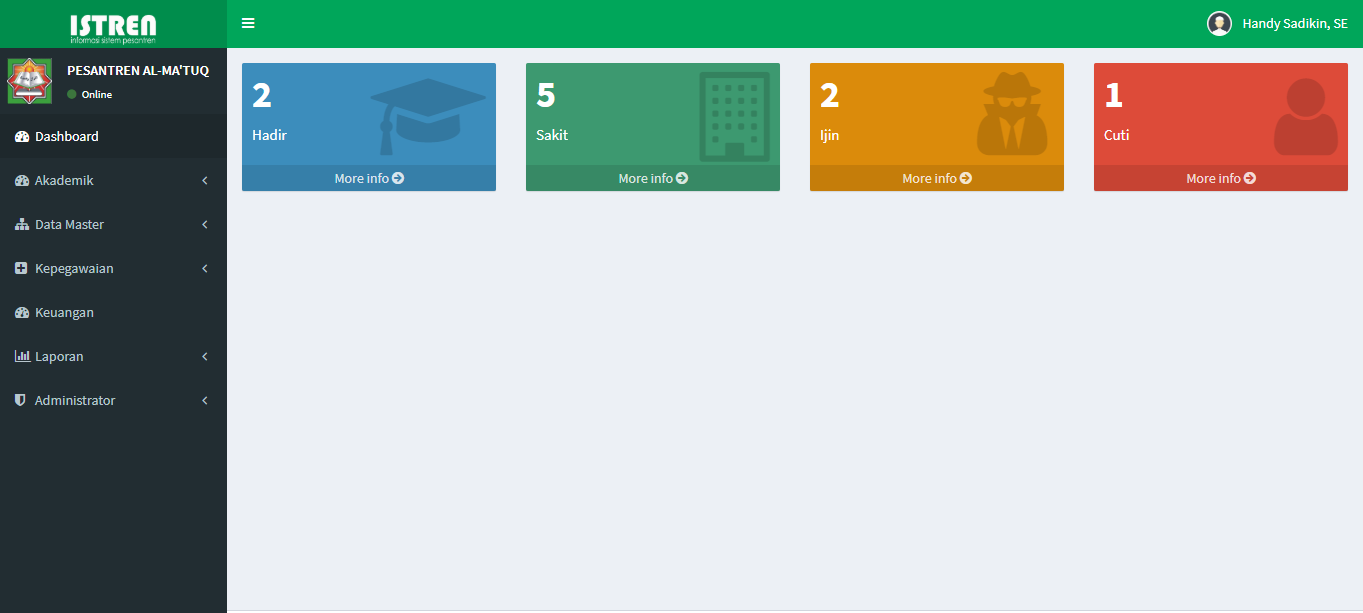 ISTREN
informasi sistem pesantren
Handy Sadikin, SE
PESANTREN AL-MA'TUQ
Online
Dashboard
Akademik
Data Master
Kepegawaian
Keuangan
Laporan
Administrator
2
Hadir
More info
5
Sakit
More info
2
Ijin
More info
1
Cuti
More info